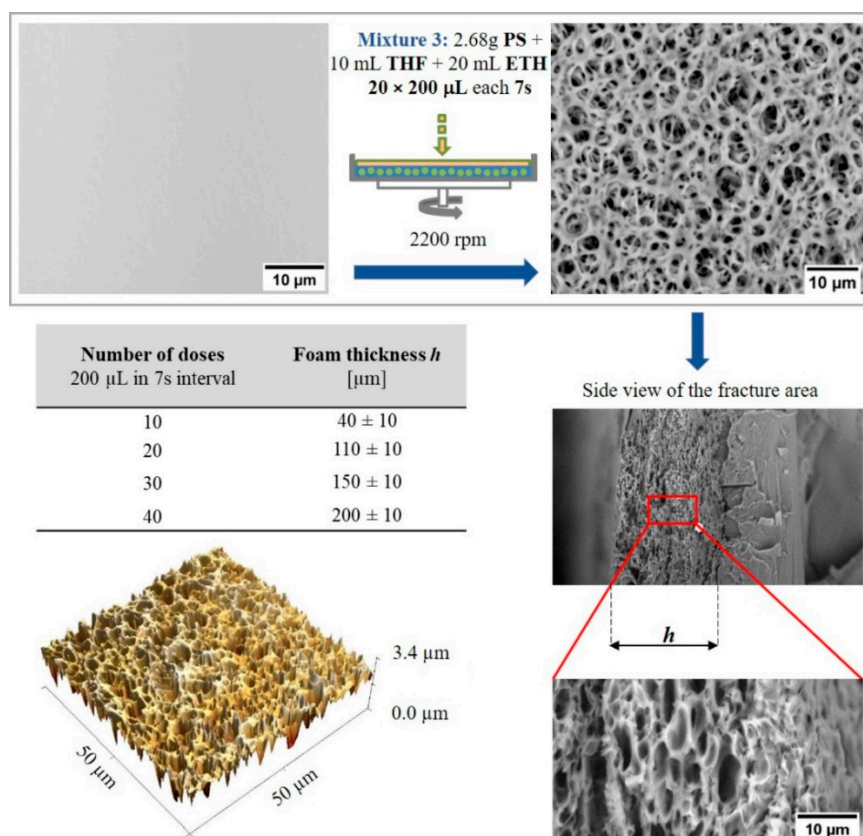 Mixture 3: 2.68g PS +
10 mL THF + 20 mL ETH
20 × 200 µL each 7s
2200 rpm
10 µm
10 µm
Number of doses
200 µL in 7s interval
Foam thickness h
[µm]
10 40 ± 10
20 110 ± 10
30 150 ± 10
40 200 ± 10
Side view of the fracture area
h
3.4 µm
0.0 µm
50 µm
50 µm
10 µm